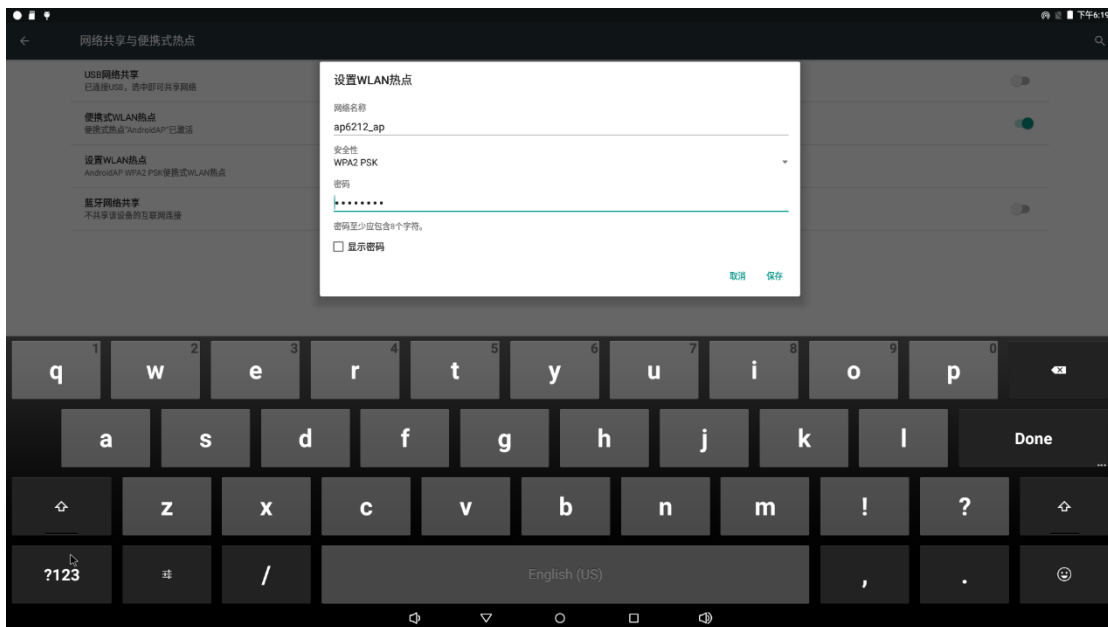 下午6:19
网络共享与便携式热点
USB网络共享
已连接USB，选中即可共享网络
便携式WLAN热点
便携式热点"AndroidAP"已激活
设置WLAN热点
AndroidAP WPA2 PSK便携式WLAN热点
蓝牙网络共享
不共享该设备的互联网连接
设置WLAN热点
网络名称
ap6212_ap
安全性
WPA2 PSK
密码
••••••••
密码至少应包含8个字符。
显示密码
取消 保存
1 2 3 4 5 6 7 8 9 0
q w e r t y u i o p
a s d f g h j k l Done
z x c v b n m ! ?
?123 / English (US) , .